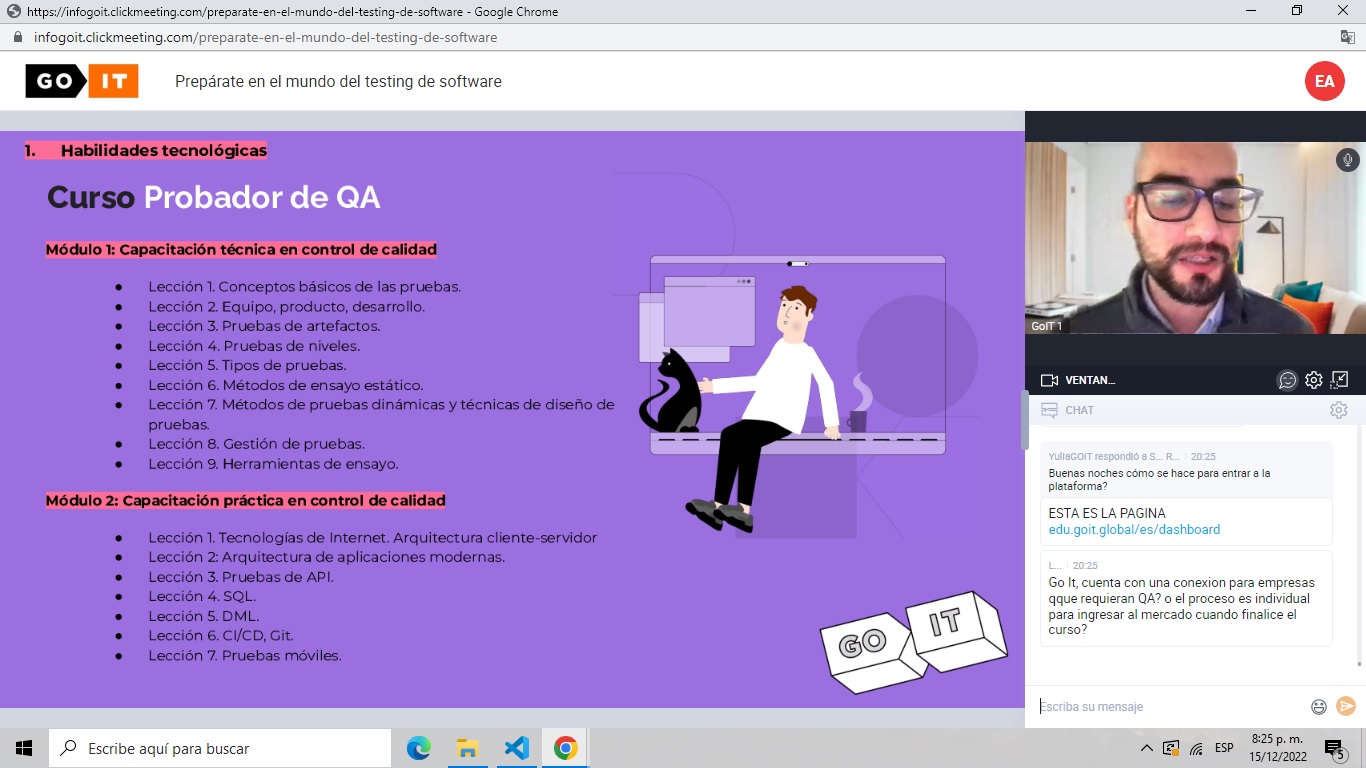 https://infogoit.clickmeeting.com/preparate-en-el-mundo-del-testing-de-software - Google Chrome
infogoit.clickmeeting.com/preparate-en-el-mundo-del-testing-de-software
GO IT
Prepárate en el mundo del testing de software
EA
1. Habilidades tecnológicas
Curso Probador de QA
Módulo 1: Capacitación técnica en control de calidad
● Lección 1. Conceptos básicos de las pruebas.
● Lección 2. Equipo, producto, desarrollo.
● Lección 3. Pruebas de artefactos.
● Lección 4. Pruebas de niveles.
● Lección 5. Tipos de pruebas.
● Lección 6. Métodos de ensayo estático.
● Lección 7. Métodos de pruebas dinámicas y técnicas de diseño de
pruebas.
● Lección 8. Gestión de pruebas.
● Lección 9. Herramientas de ensayo.
Módulo 2: Capacitación práctica en control de calidad
● Lección 1. Tecnologías de Internet. Arquitectura cliente-servidor
● Lección 2: Arquitectura de aplicaciones modernas.
● Lección 3. Pruebas de API.
● Lección 4. SQL.
● Lección 5. DML.
● Lección 6. CI/CD, Git.
● Lección 7. Pruebas móviles.
GO IT
GoIT 1
VENTAN...
CHAT
YuliaGOIT respondió a S... R... 20:25
Buenas noches cómo se hace para entrar a la
plataforma?
ESTA ES LA PAGINA
edu.goit.global/es/dashboard
L... 20:25
Go It, cuenta con una conexion para empresas
qque requieran QA? o el proceso es individual
para ingresar al mercado cuando finalice el
curso?
Escriba su mensaje
Escribe aquí para buscar
ESP
8:25 p. m.
15/12/2022
5